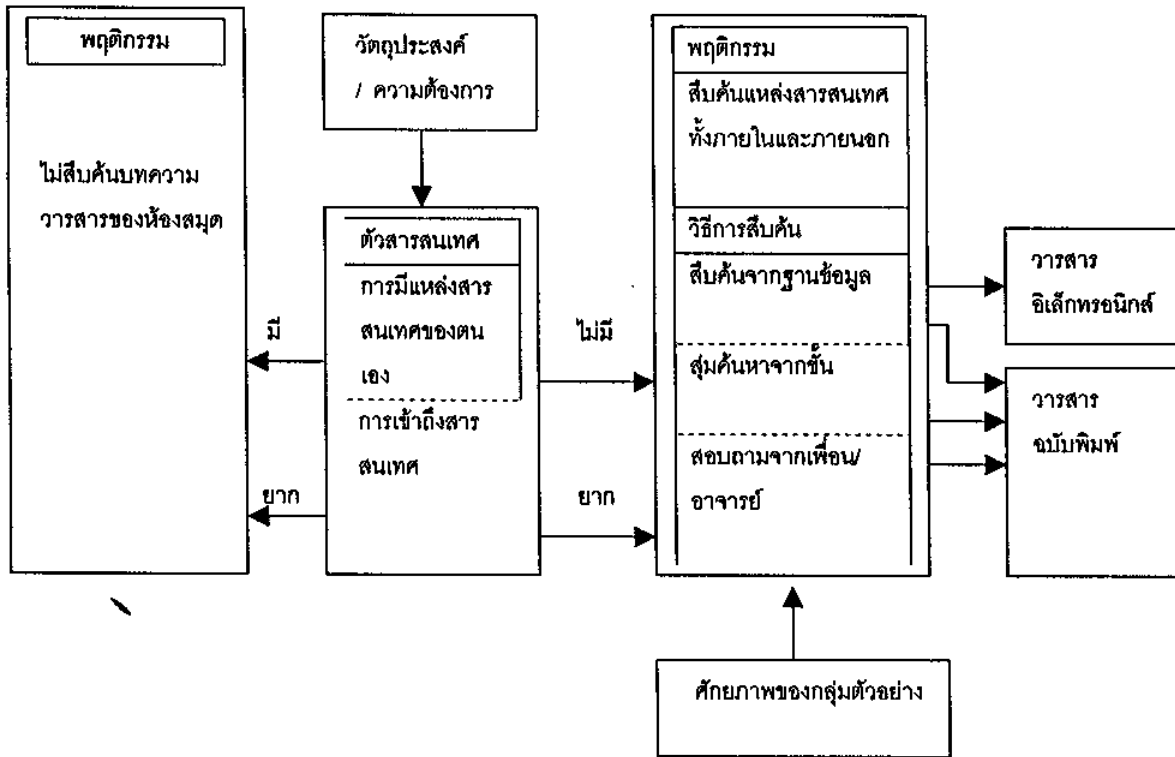 พฤติกรรม
ไม่สืบค้นบทความ
วารสารของห้องสมุด
วัตถุประสงค์
/ ความต้องการ
ตัวสารสนเทศ
การมีแหล่งสาร
สนเทศของตน
เอง
การเข้าถึงสาร
สนเทศ
มี
ยาก
ไม่มี
ยาก
พฤติกรรม
สืบค้นแหล่งสารสนเทศ
ทั้งภายในและภายนอก
วิธีการสืบค้น
สืบค้นจากฐานข้อมูล
สุ่มค้นหาจากชั้น
สอบถามจากเพื่อน/
อาจารย์
วารสาร
อิเล็กทรอนิกส์
วารสาร
ฉบับพิมพ์
ศักยภาพของกลุ่มตัวอย่าง